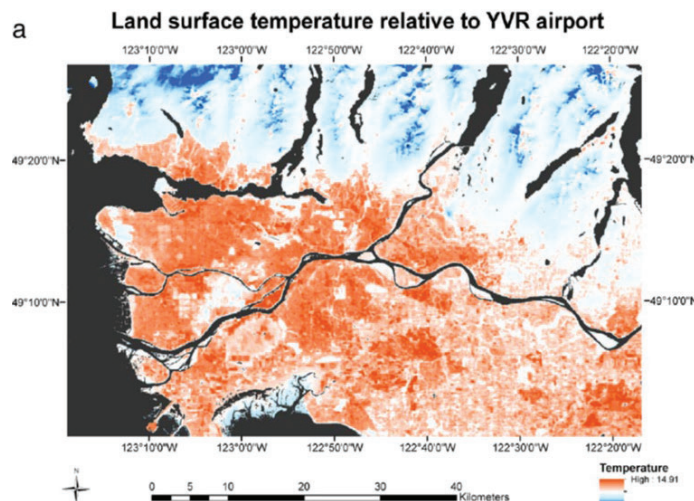 a
Land surface temperature relative to YVR airport
123°10'0"W 123°0'0"W 122°50'0"W 122°40'0"W 122°30'0"W 122°20'0"W
49°20'0"N 49°20'0"N
49°10'0"N 49°10'0"N
123°10'0"W 123°0'0"W 122°50'0"W 122°40'0"W 122°30'0"W 122°20'0"W
N
Temperature
High : 14.91
0 5 10 20 30 40
Kilometers